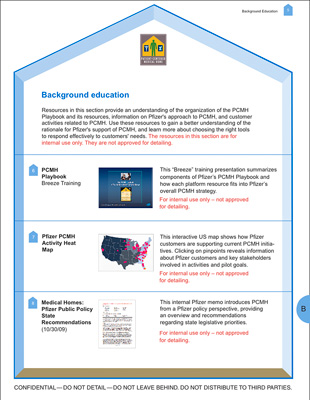 Background Education
Background education
Resources in this section provide an understanding of the organization of the PCMH
Playbook and its resources, information on Pfizer's approach to PCMH, and customer
activities related to PCMH. Use these resources to gain a better understanding of the
rationale for Pfizer's support of PCMH, and learn more about choosing the right tools
to respond effectively to customers' needs. The resources in this section are for
internal use only. They are not approved for detailing.
PCMH
Playbook
Breeze Training
This "Breeze" training presentation summarizes
components of Pfizer's PCMH Playbook and
how each platform resource fits into Pfizer's
overall PCMH strategy.
For internal use only – not approved
for detailing.
Pfizer PCMH
Activity Heat
Map
This interactive US map shows how Pfizer
customers are supporting current PCMH initia-
tives. Clicking on pinpoints reveals information
about Pfizer customers and key stakeholders
involved in activities and pilot goals.
For internal use only – not approved
for detailing.
Medical Homes:
Pfizer Public Policy
State
Recommendations
(10/30/09)
This internal Pfizer memo introduces PCMH
from a Pfizer policy perspective, providing
an overview and recommendations
regarding state legislative priorities.
For internal use only – not approved
for detailing.
B
CONFIDENTIAL—DO NOT DETAIL—DO NOT LEAVE BEHIND. DO NOT DISTRIBUTE TO THIRD PARTIES.